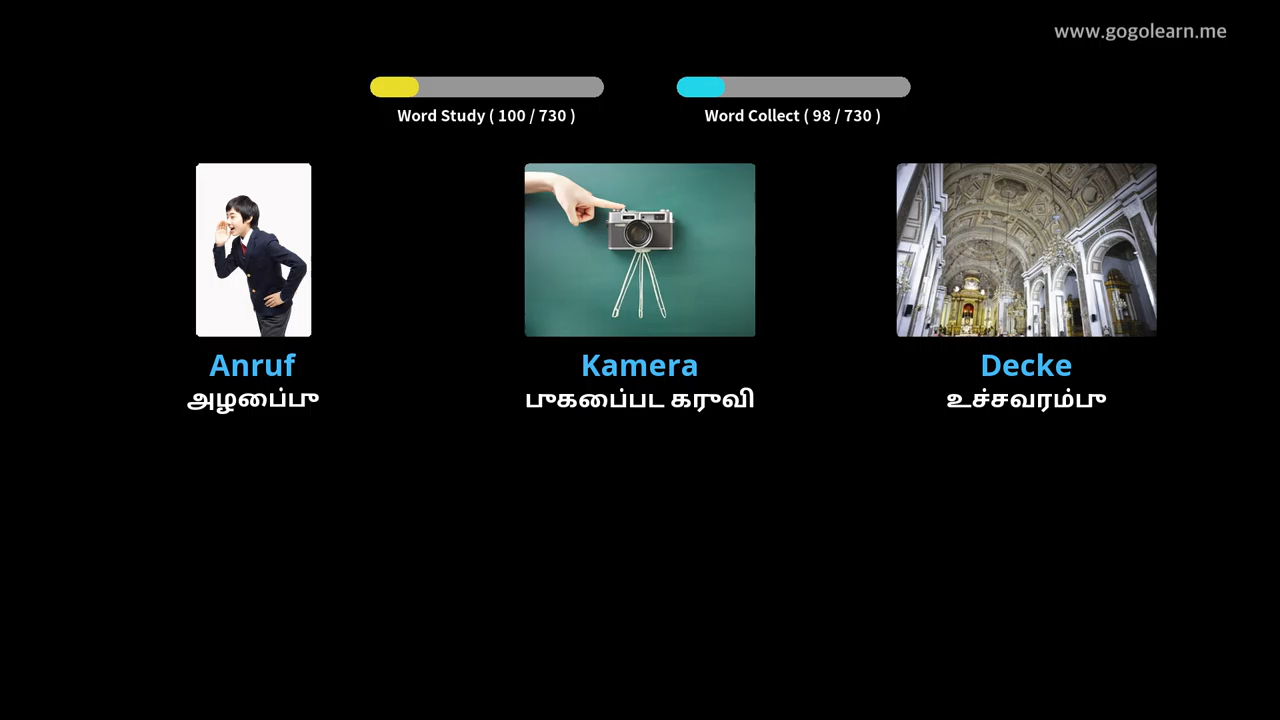 www.gogolearn.me
Word Study ( 100 / 730 )
Word Collect ( 98 / 730 )
Anruf
Kamera
Decke
அழைப்பு
புகைப்பட கருவி
உச்சவரம்பு